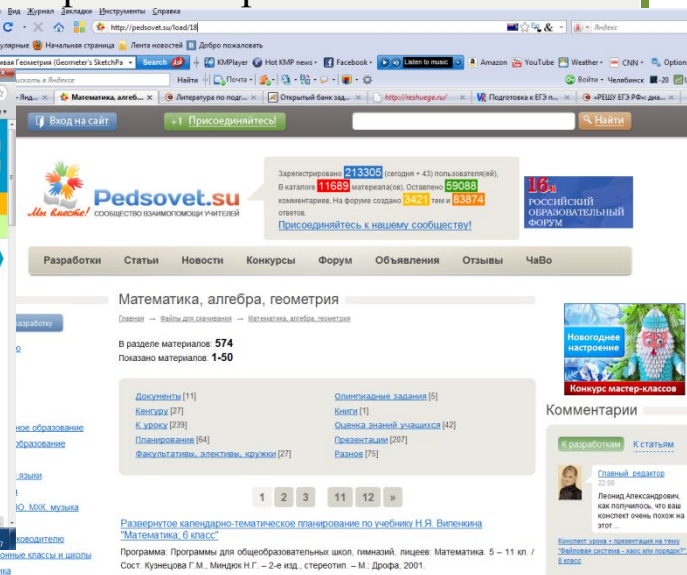 Вид Журнал Закладки Инструменты Справка
http://pedsovet.su/load/18
Яндекс
Начальная страница Лента новостей Добро пожаловать
Search KMPlayer Hot KMP news Facebook Listen to music Amazon YouTube Weather CNN Options
Найти Почта Войти Челябинск -20
Математика, алгеб... Литература по подг... Открытый банк зад... http://reshuege.ru/ Подготовка к ЕГЭ п... «РЕШУ ЕГЭ РФ»: диа...
Вход на сайт +1 Присоединяйтесь! Найти
Зарегистрировано 213305 (сегодня + 43) пользователя(ей),
В каталоге 11689 материала(ов), Оставлено 59088
комментариев, На форуме создано 3421 тем и 83874
ответов.
Присоединяйтесь к нашему сообществу!
Мы вместе! Pedsovet.su
СООБЩЕСТВО ВЗАИМОПОМОЩИ УЧИТЕЛЕЙ
16-й
РОССИЙСКИЙ
ОБРАЗОВАТЕЛЬНЫЙ
ФОРУМ
Разработки Статьи Новости Конкурсы Форум Объявления Отзывы ЧаВо
Математика, алгебра, геометрия
Главная → Файлы для скачивания → Математика, алгебра, геометрия
В разделе материалов: 574
Показано материалов: 1-50
Документы [11] Олимпиадные задания [5]
Кенгуру [27] Книги [1]
К уроку [239] Оценка знаний учащихся [42]
Планирование [64] Презентации [207]
Факультативы, элективы, кружки [27] Разное [75]
1 2 3 11 12 »
Развернутое календарно-тематическое планирование по учебнику Н.Я. Виленкина
"Математика; 6 класс"
Программа: Программы для общеобразовательных школ, гимназий, лицеев: Математика. 5 – 11 кл. /
Сост. Кузнецова Г.М., Миндюк Н.Г. – 2-е изд., стереотип. – М.: Дрофа, 2001.
образование
языки
МХК, музыка
классы и школы
Новогоднее
настроение
Конкурс мастер-классов
Комментарии
К разработкам К статьям
Главный редактор
22:08
Леонид Александрович,
как получилось, что ваш
конспект очень похож на
этот ...
Конспект урока + презентация на тему
"Файловая система - хаос или порядок?"
8 класс